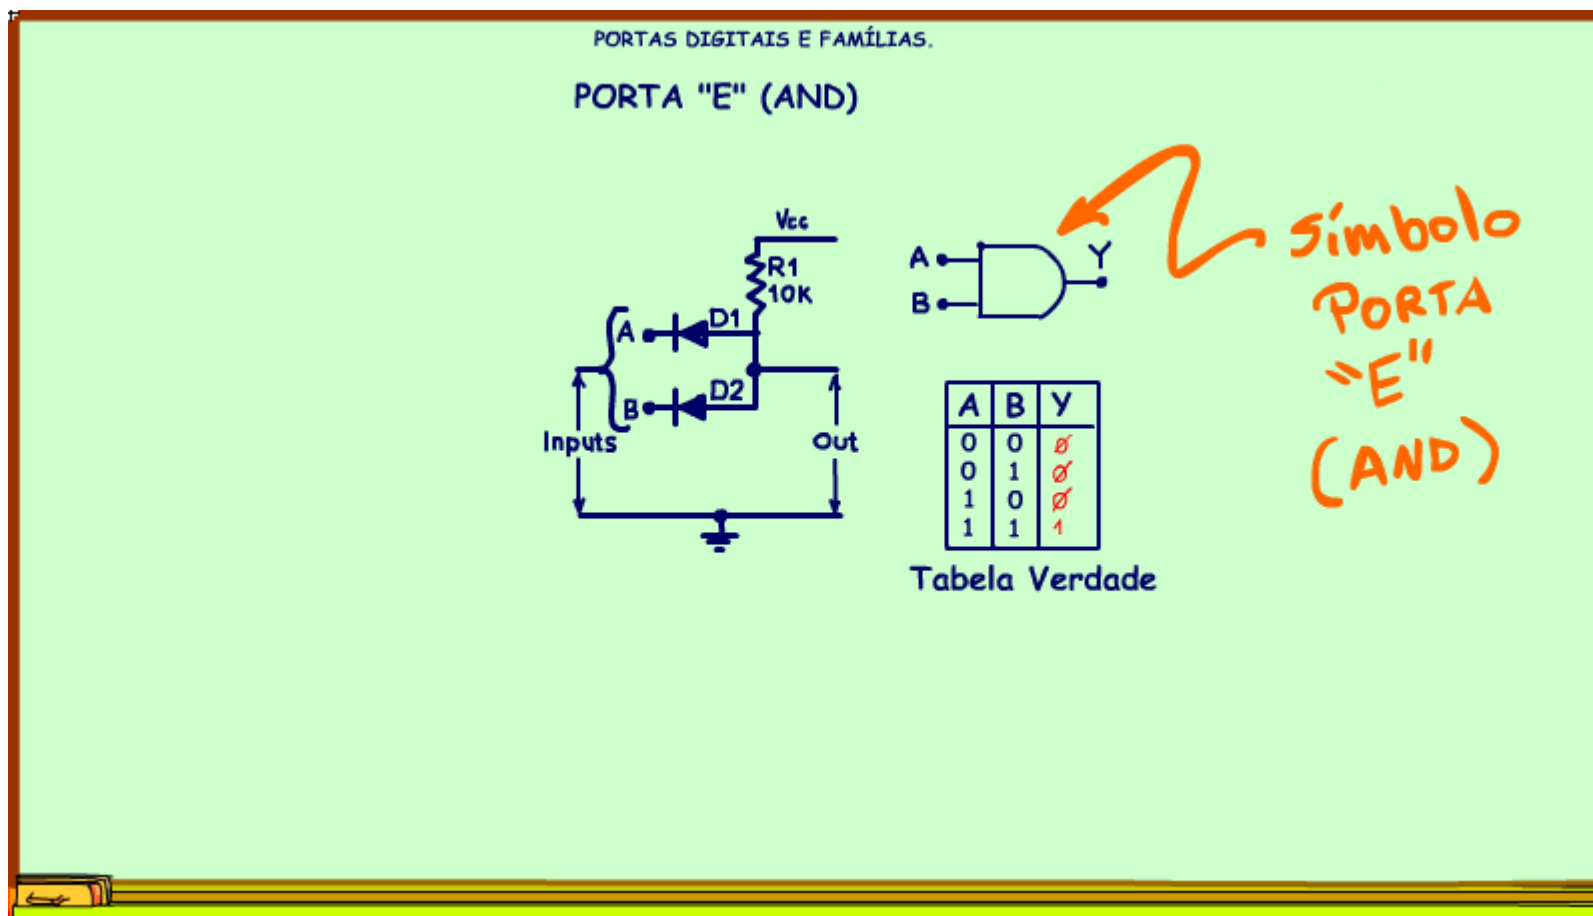 PORTAS DIGITAIS E FAMÍLIAS.
PORTA "E" (AND)
Vcc
R1
10K
A
D1
B
D2
Inputs
Out
A
B
Y
símbolo
PORTA
"E"
(AND)
A B Y
0 0 0
0 1 0
1 0 0
1 1 1
Tabela Verdade